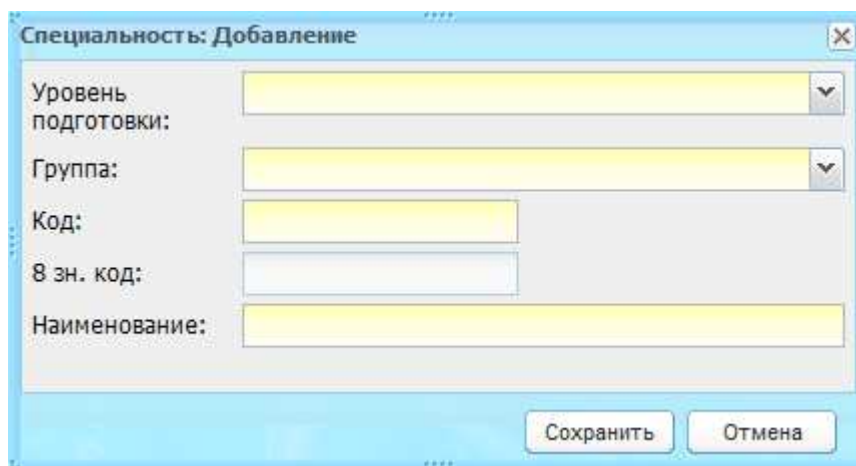 Специальность: Добавление
Уровень
подготовки:
Группа:
Код:
8 зн. код:
Наименование:
Сохранить Отмена